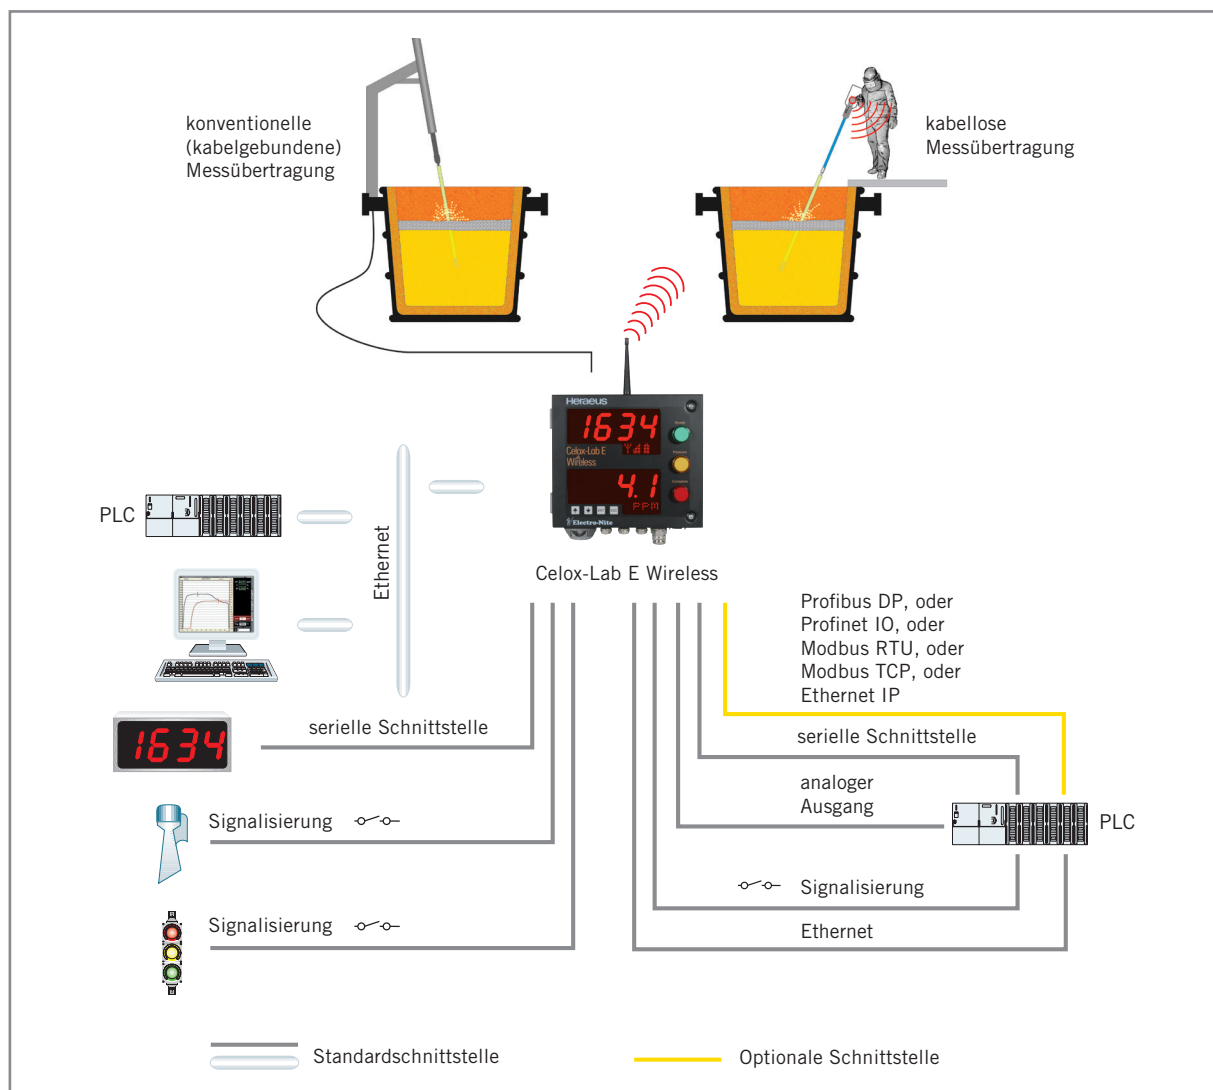 konventionelle
(kabelgebundene)
Messübertragung
kabellose
Messübertragung
Heraeus
1634
Celox-Lab E
Wireless
4.1
PPM
Electro-Nite
Ready
Complete
Celox-Lab E Wireless
PLC
Ethernet
1634
serielle Schnittstelle
Signalisierung
Signalisierung
Profibus DP, oder
Profinet IO, oder
Modbus RTU, oder
Modbus TCP, oder
Ethernet IP
serielle Schnittstelle
analoger
Ausgang
PLC
Signalisierung
Ethernet
Standardschnittstelle
Optionale Schnittstelle